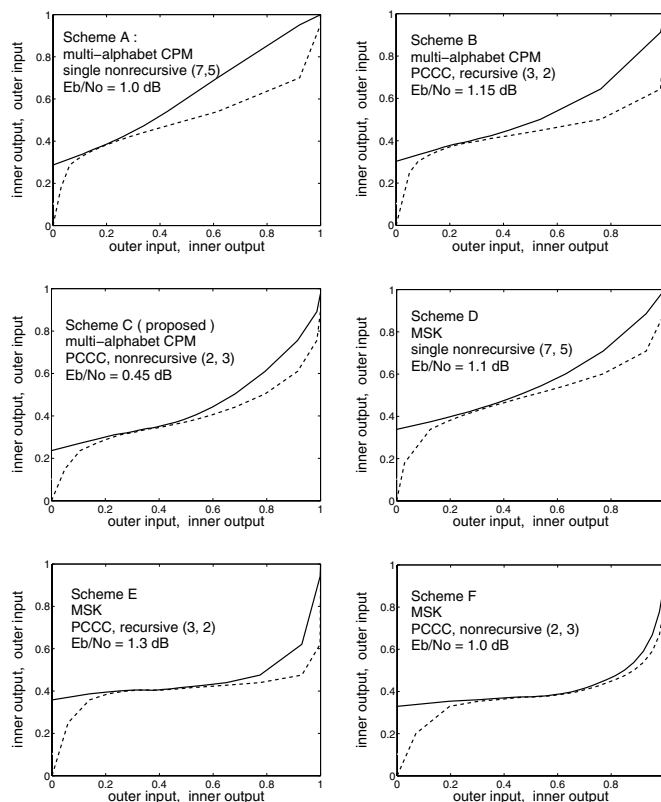 Scheme A :
multi−alphabet CPM
single nonrecursive (7,5)
Eb/No = 1.0 dB
inner output, outer input
1
0.8
0.6
0.4
0.2
0
0 0.2 0.4 0.6 0.8 1
outer input, inner output
Scheme B
multi−alphabet CPM
PCCC, recursive (3, 2)
Eb/No = 1.15 dB
inner output, outer input
1
0.8
0.6
0.4
0.2
0
0 0.2 0.4 0.6 0.8
outer input, inner output
Scheme C ( proposed )
multi−alphabet CPM
PCCC, nonrecursive (2, 3)
Eb/No = 0.45 dB
inner output, outer input
1
0.8
0.6
0.4
0.2
0
0 0.2 0.4 0.6 0.8 1
outer input, inner output
Scheme D
MSK
single nonrecursive (7, 5)
Eb/No = 1.1 dB
inner output, outer input
1
0.8
0.6
0.4
0.2
0
0 0.2 0.4 0.6 0.8
outer input, inner output
Scheme E
MSK
PCCC, recursive (3, 2)
Eb/No = 1.3 dB
inner output, outer input
1
0.8
0.6
0.4
0.2
0
0 0.2 0.4 0.6 0.8 1
outer input, inner output
Scheme F
MSK
PCCC, nonrecursive (2, 3)
Eb/No = 1.0 dB
inner output, outer input
1
0.8
0.6
0.4
0.2
0
0 0.2 0.4 0.6 0.8
outer input, inner output